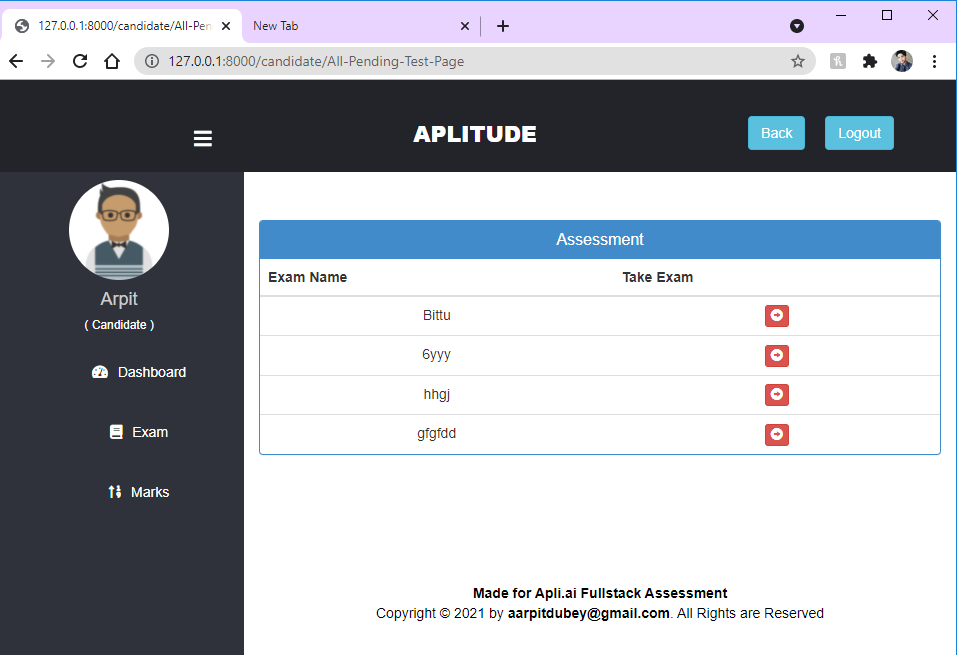 127.0.0.1:8000/candidate/All-Pen
New Tab
127.0.0.1:8000/candidate/All-Pending-Test-Page
APLITUDE
Back
Logout
Arpit
( Candidate )
Dashboard
Exam
Marks
Assessment
Exam Name Take Exam
Bittu
6yyy
hhgj
gfgfdd
Made for Apli.ai Fullstack Assessment
Copyright © 2021 by aarpitdubey@gmail.com. All Rights are Reserved